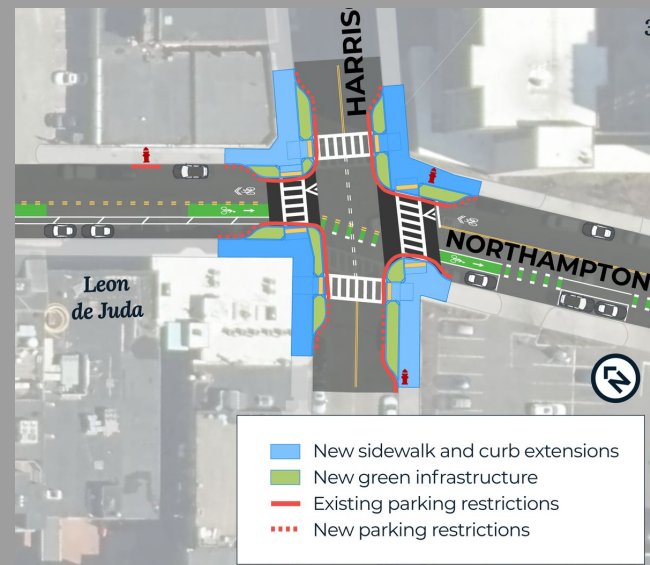 HARRIS
3
NORTHAMPTON
Leon
de Juda
N
New sidewalk and curb extensions
New green infrastructure
Existing parking restrictions
New parking restrictions